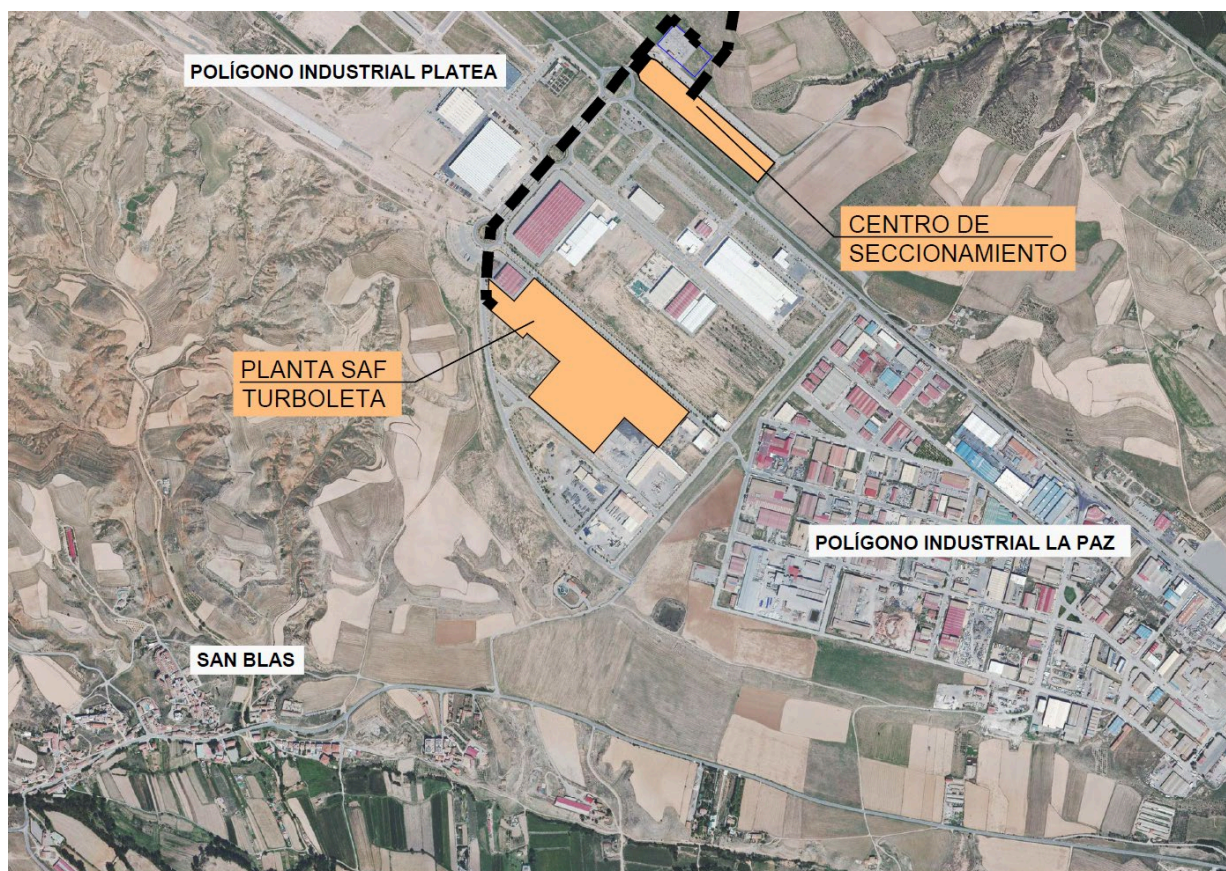 POLÍGONO INDUSTRIAL PLATEA
CENTRO DE
SECCIONAMIENTO
PLANTA SAF
TURBOLETA
POLÍGONO INDUSTRIAL LA PAZ
SAN BLAS